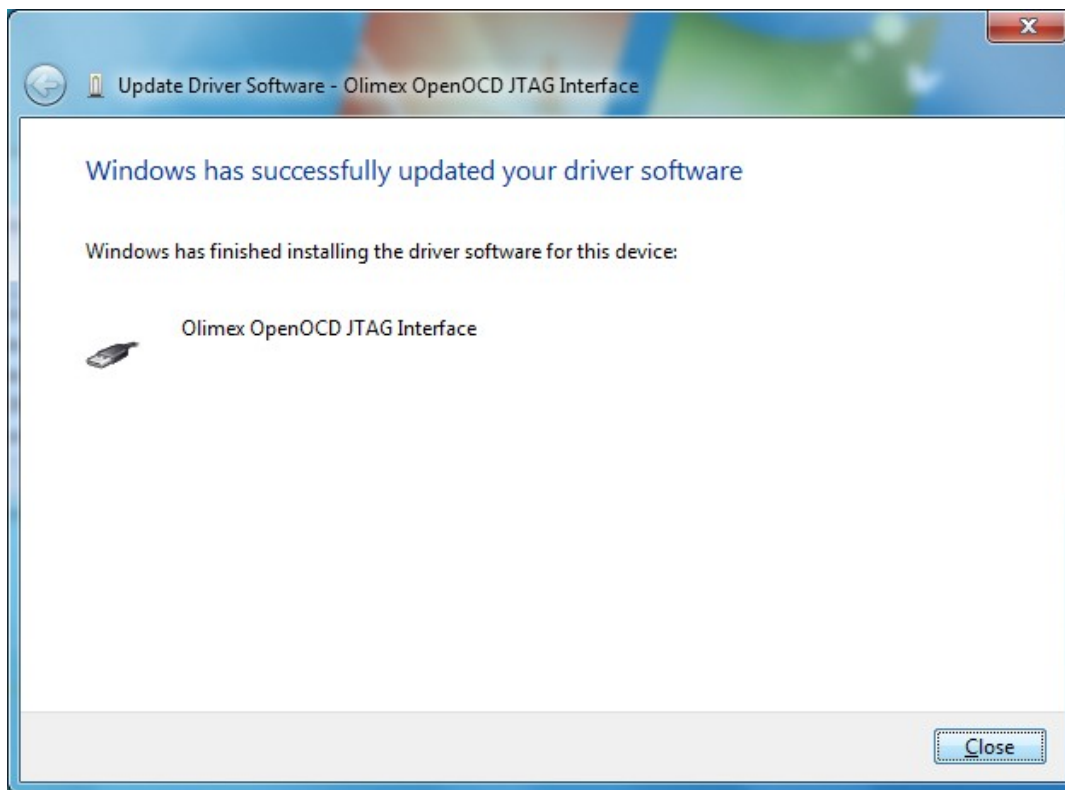 Update Driver Software - Olimex OpenOCD JTAG Interface
Windows has successfully updated your driver software
Windows has finished installing the driver software for this device:
Olimex OpenOCD JTAG Interface
Close